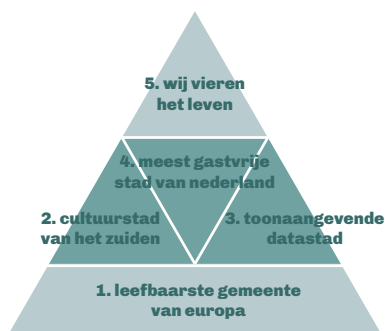 5. wij vieren
het leven
4. meest gastvrije
stad van nederland
2. cultuurstad
van het zuiden
3. toonaangevende
datastad
1. leefbaarste gemeente
van europa